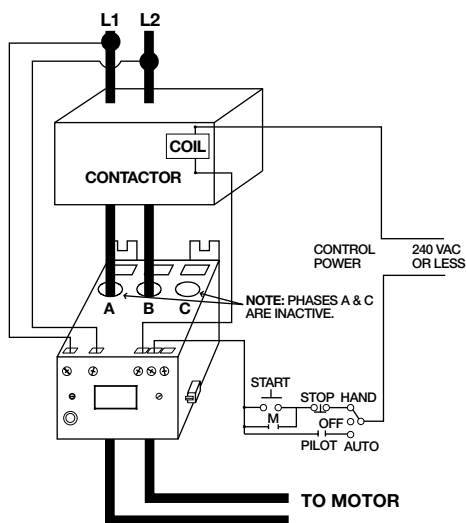 L1 L2
COIL
CONTACTOR
CONTROL
POWER
240 VAC
OR LESS
A B C
NOTE: PHASES A & C
ARE INACTIVE.
START
M
STOP HAND
OFF
PILOT AUTO
TO MOTOR